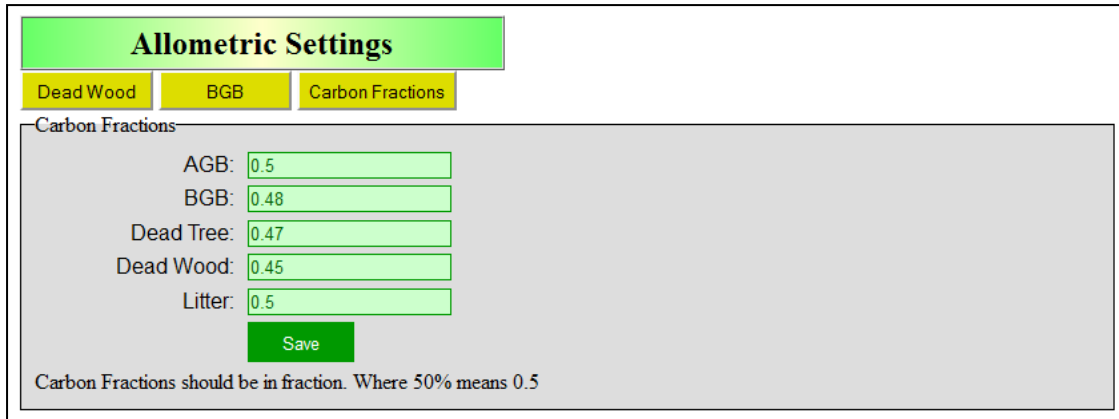 Allometric Settings
Dead Wood BGB Carbon Fractions
Carbon Fractions
AGB: 0.5
BGB: 0.48
Dead Tree: 0.47
Dead Wood: 0.45
Litter: 0.5
Save
Carbon Fractions should be in fraction. Where 50% means 0.5